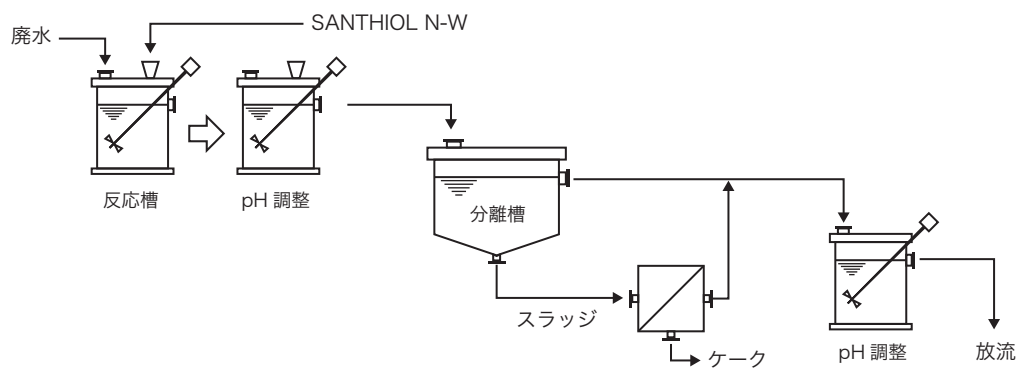 廃水
SANTHIOL N-W
反応槽
pH 調整
分離槽
スラッジ
ケーク
pH 調整
放流